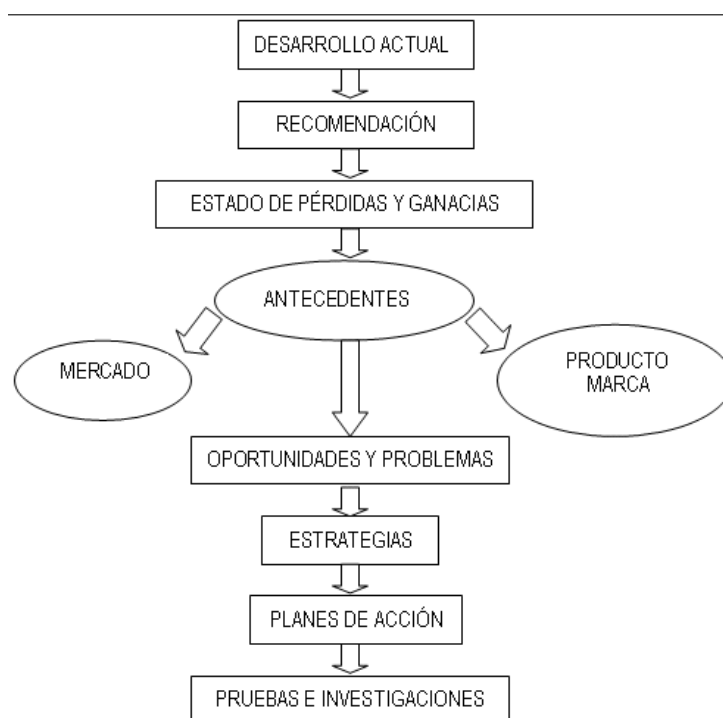 DESARROLLO ACTUAL
RECOMENDACIÓN
ESTADO DE PÉRDIDAS Y GANACIAS
ANTECEDENTES
MERCADO
PRODUCTO
MARCA
OPORTUNIDADES Y PROBLEMAS
ESTRATEGIAS
PLANES DE ACCIÓN
PRUEBAS E INVESTIGACIONES